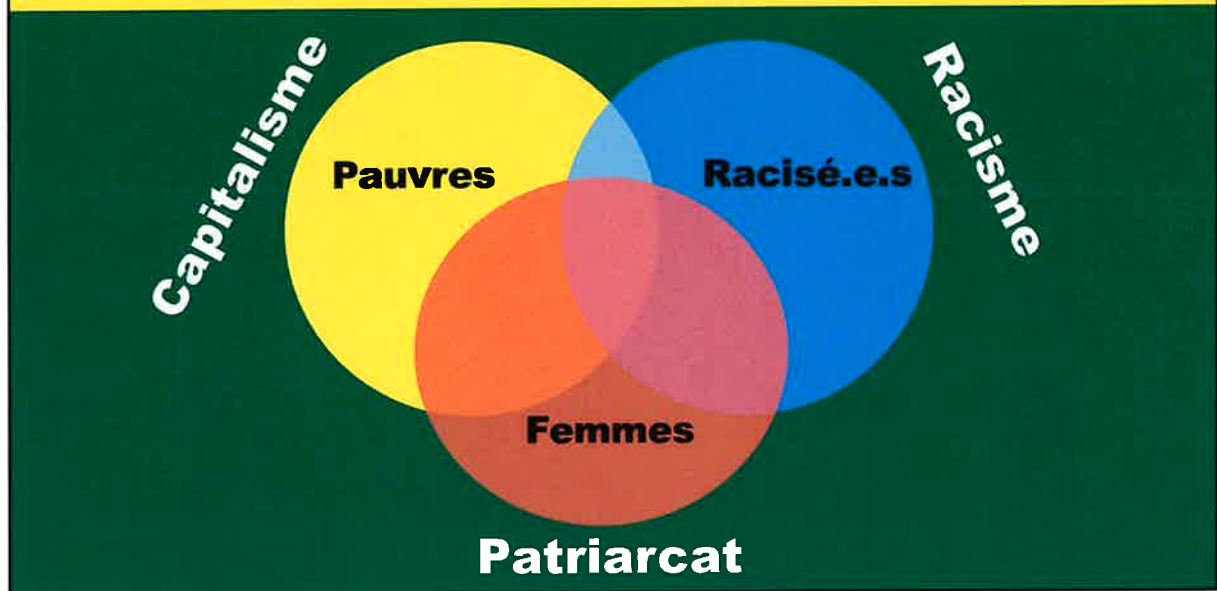 Capitalisme
Racisme
Pauvres
Racisé.e.s
Femmes
Patriarcat